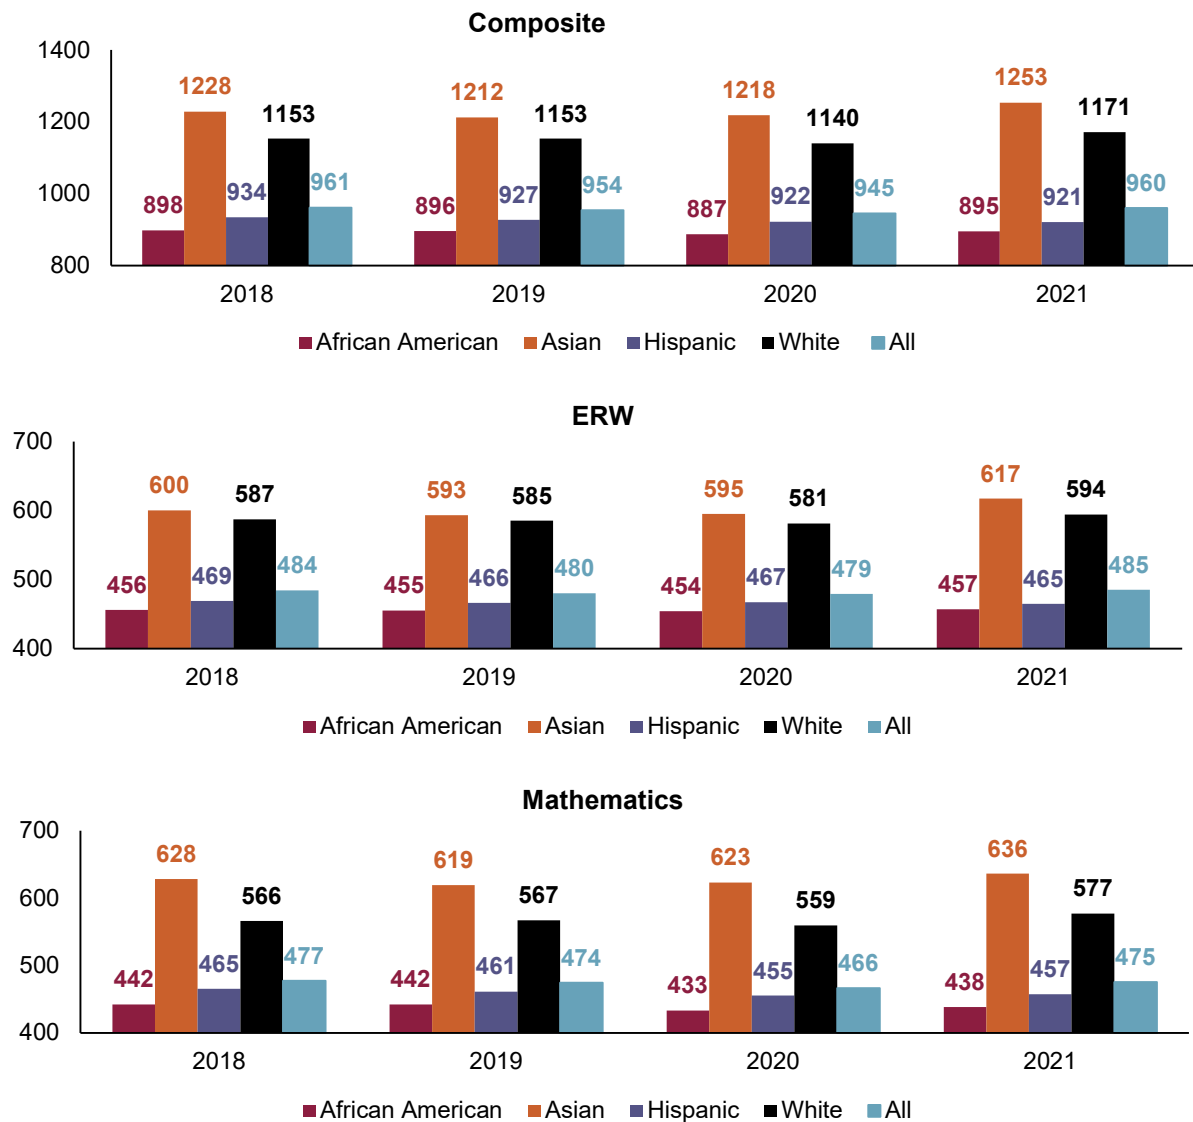 Composite
1400
1200
1000
800
898 1228 934 1153 961
896 1212 927 1153 954
887 1218 922 1140 945
895 1253 921 1171 960
2018 2019 2020 2021
African American Asian Hispanic White All
ERW
700
600
500
400
456 600 469 587 484
455 593 466 585 480
454 595 467 581 479
457 617 465 594 485
2018 2019 2020 2021
African American Asian Hispanic White All
Mathematics
700
600
500
400
442 628 465 566 477
442 619 461 567 474
433 623 455 559 466
438 636 457 577 475
2018 2019 2020 2021
African American Asian Hispanic White All